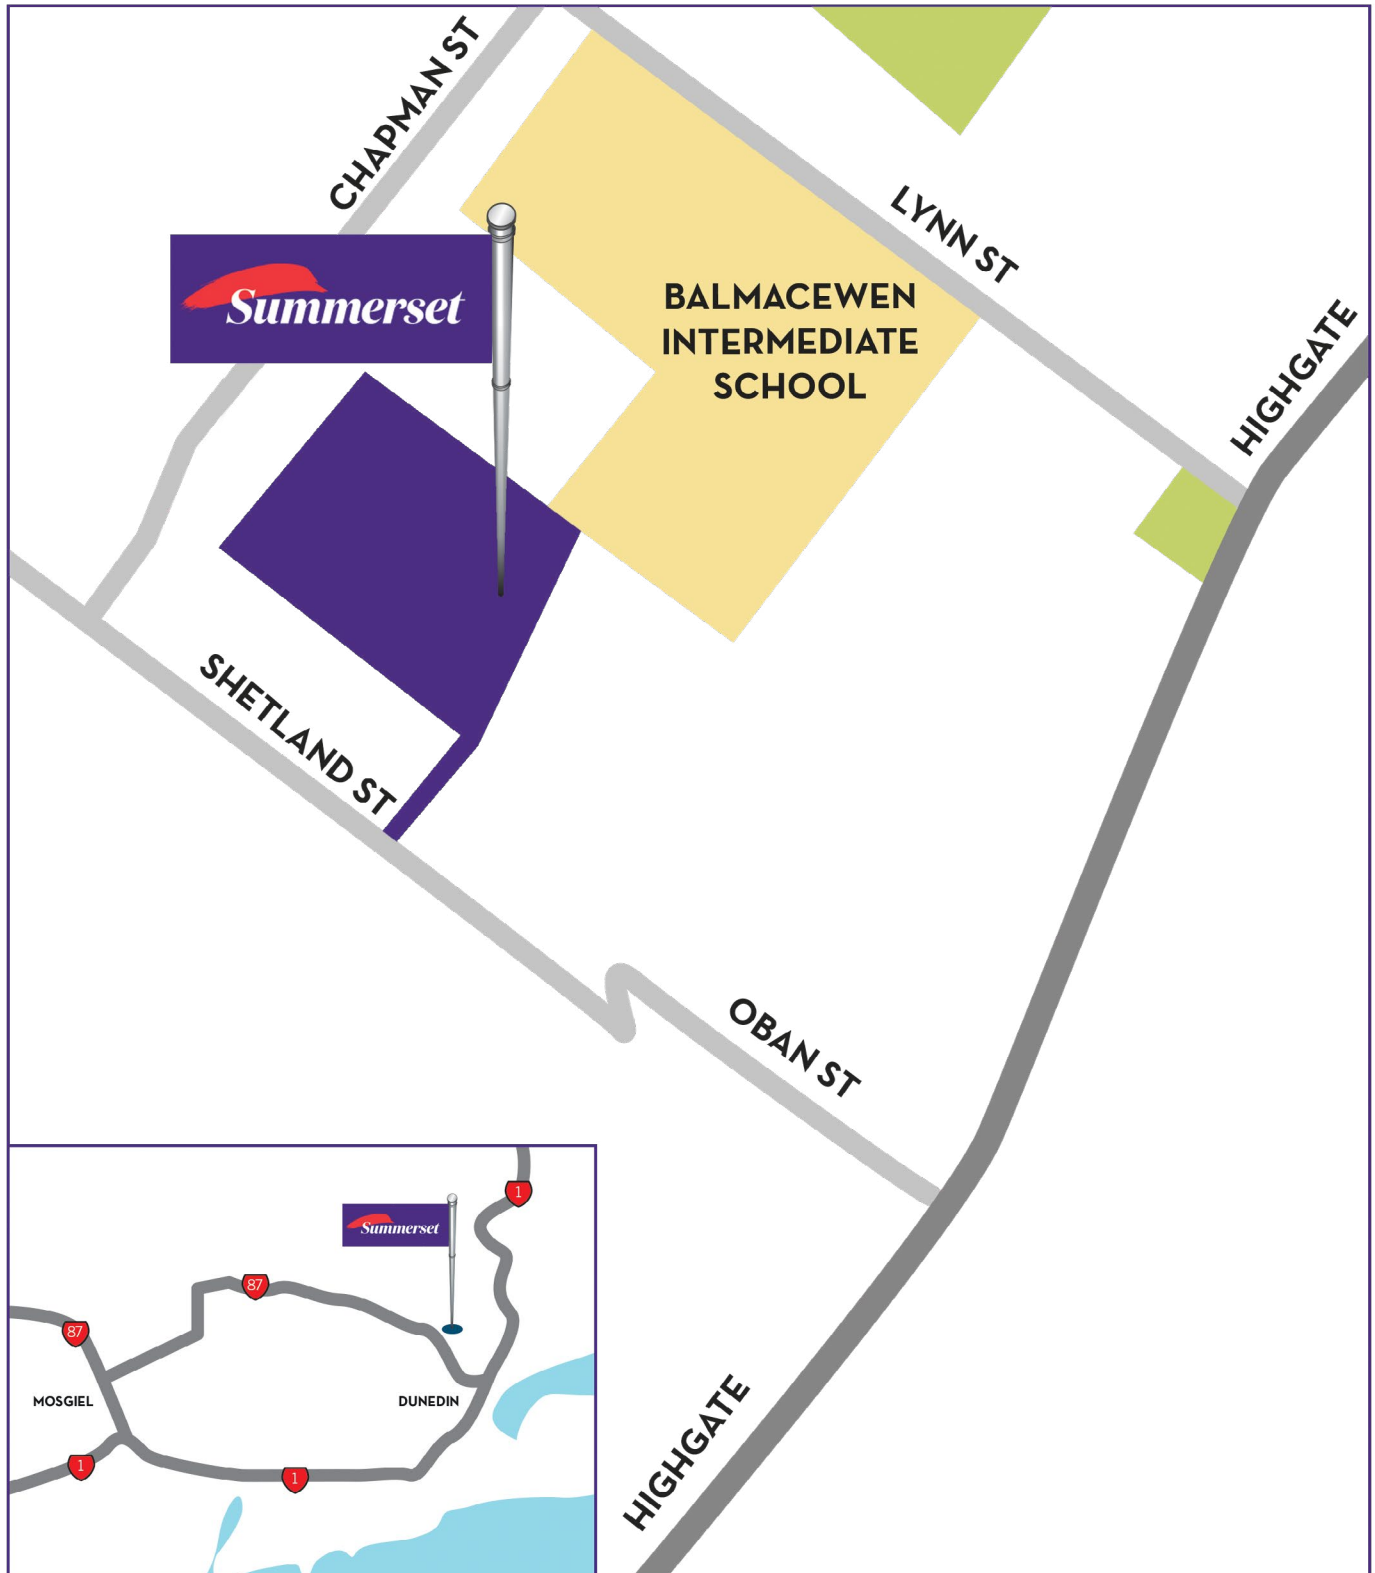 CHAPMAN ST
LYNN ST
Summerset
BALMACEWEN
INTERMEDIATE
SCHOOL
HIGHGATE
SHETLAND ST
OBAN ST
1
Summerset
87
87
MOSGIEL
DUNEDIN
1
1
HIGHGATE